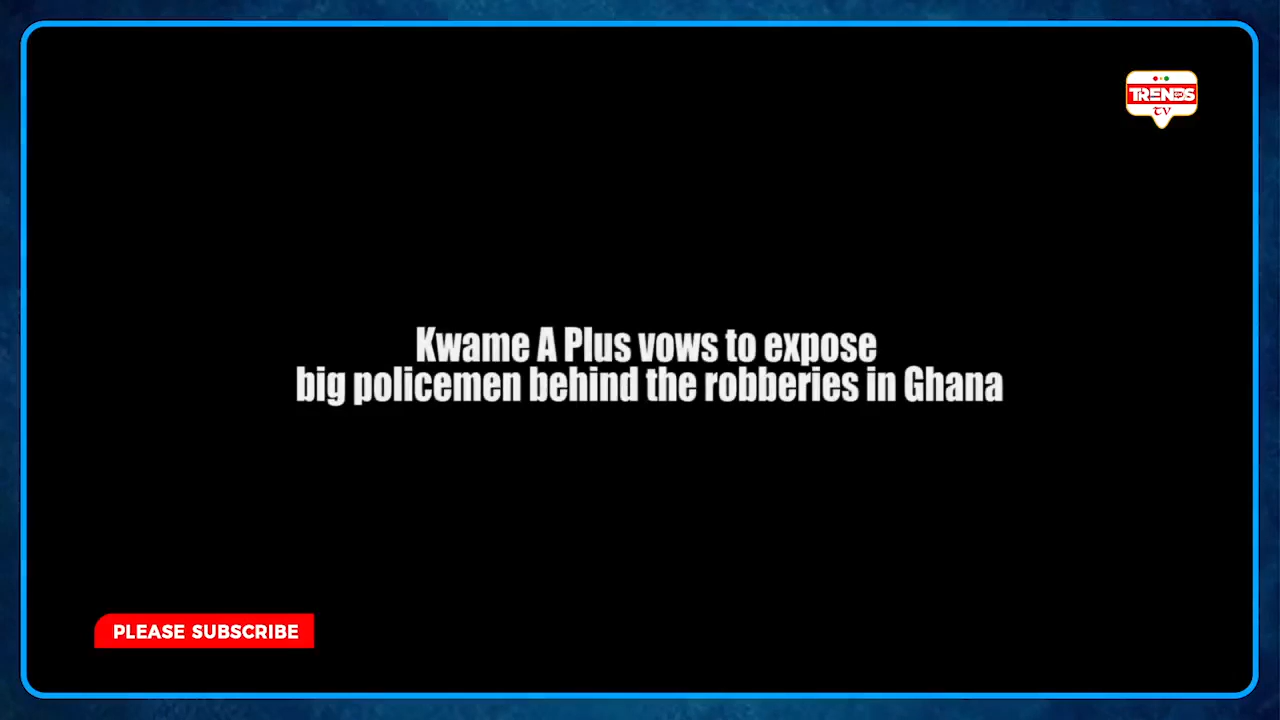 TRENDS
tv
Kwame A Plus vows to expose
big policemen behind the robberies in Ghana
PLEASE SUBSCRIBE